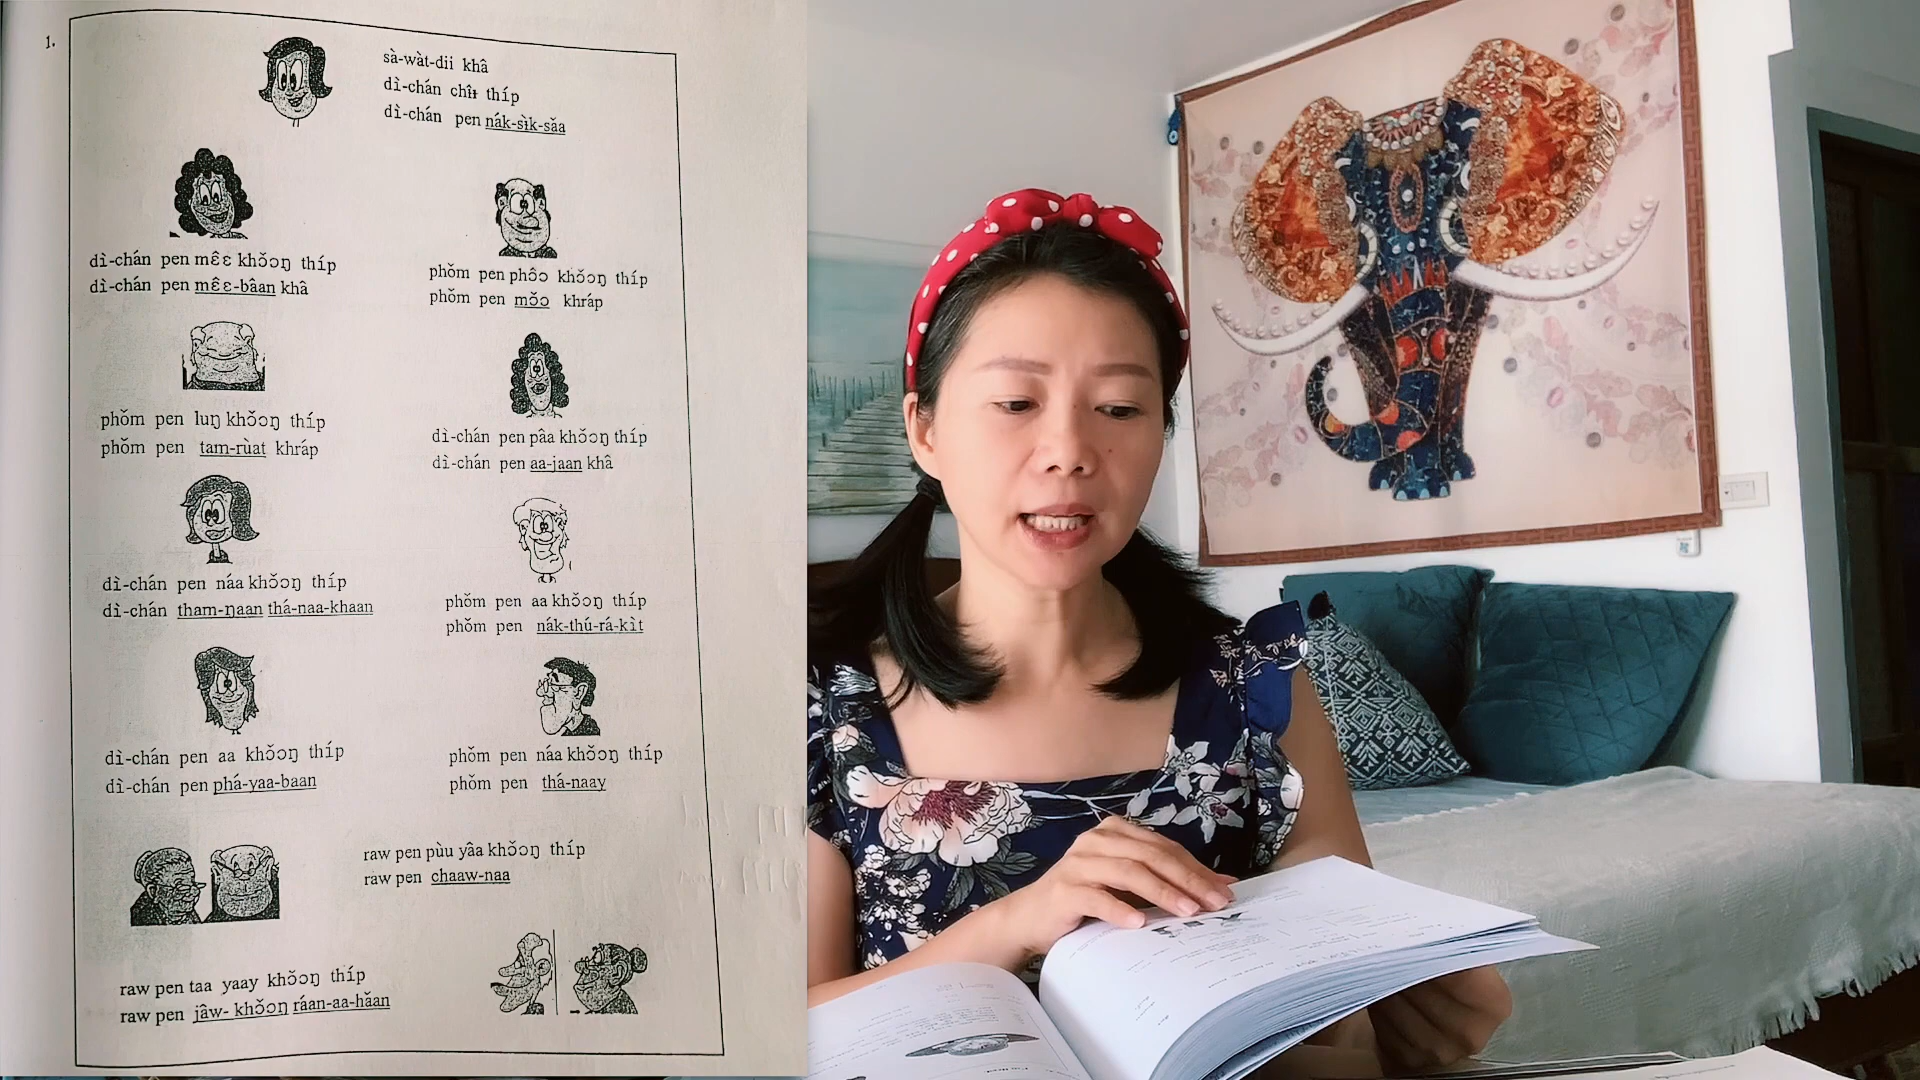 1.
sà-wàt-dii khâ
dì-chán chîɨ thíp
dì-chán pen nák-sɨ̀k-sǎa
dì-chán pen mɛ̂ɛ khɔ̌ɔŋ thíp
dì-chán pen mɛ̂ɛ-bâan khâ
phǒm pen phɔ̂ɔ khɔ̌ɔŋ thíp
phǒm pen mɔ̌ɔ khráp
phǒm pen luŋ khɔ̌ɔŋ thíp
phǒm pen tam-rùat khráp
dì-chán pen pâa khɔ̌ɔŋ thíp
dì-chán pen aa-jaan khâ
dì-chán pen náa khɔ̌ɔŋ thíp
dì-chán tham-ŋaan thá-naa-khaan
phǒm pen aa khɔ̌ɔŋ thíp
phǒm pen nák-thú-rá-kìt
dì-chán pen aa khɔ̌ɔŋ thíp
dì-chán pen phá-yaa-baan
phǒm pen náa khɔ̌ɔŋ thíp
phǒm pen thá-naay
raw pen pùu yâa khɔ̌ɔŋ thíp
raw pen chaaw-naa
raw pen taa yaay khɔ̌ɔŋ thíp
raw pen jâw- khɔ̌ɔŋ ráan-aa-hǎan